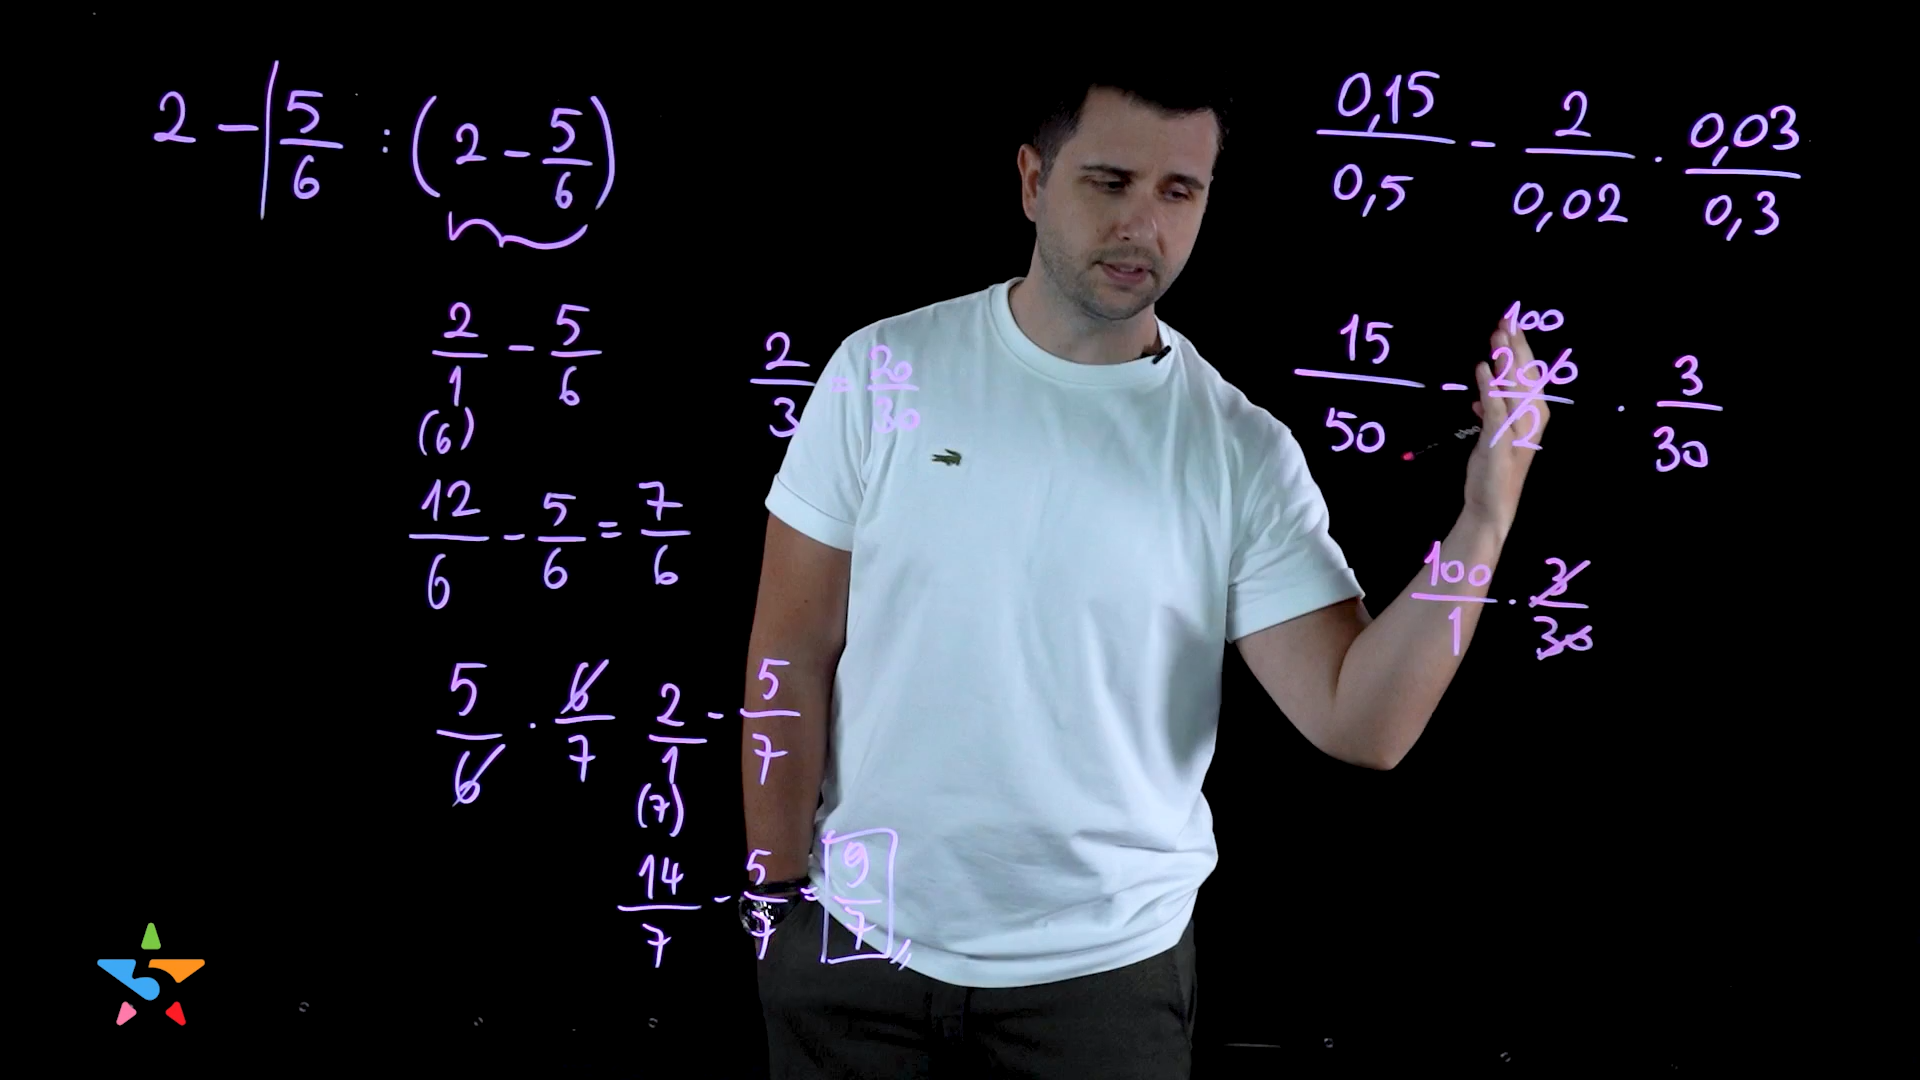 2 - | 5/6 : (2 - 5/6)
2/1 - 5/6
(6)
12/6 - 5/6 = 7/6
5/6 · 6/7
2/1 - 5/7
(7)
14/7 - 5/7 = 9/7
2/3 = 20/30
0,15/0,5 - 2/0,02 · 0,03/0,3
100
15/50 - 200/2 · 3/30
100/1 · 3/30
5